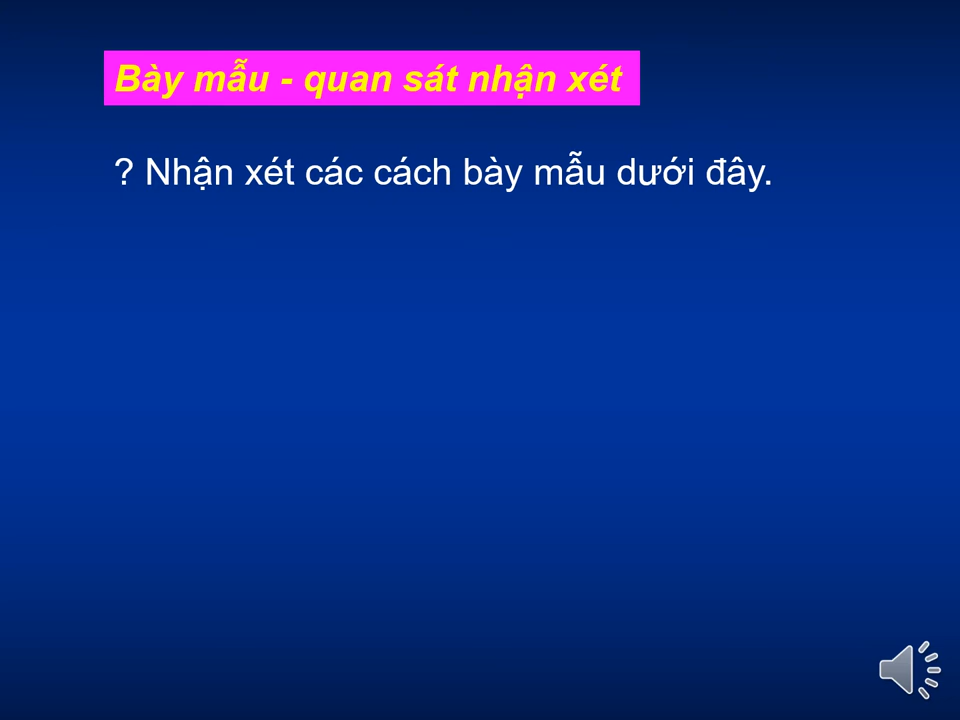 Bày mẫu - quan sát nhận xét
? Nhận xét các cách bày mẫu dưới đây.